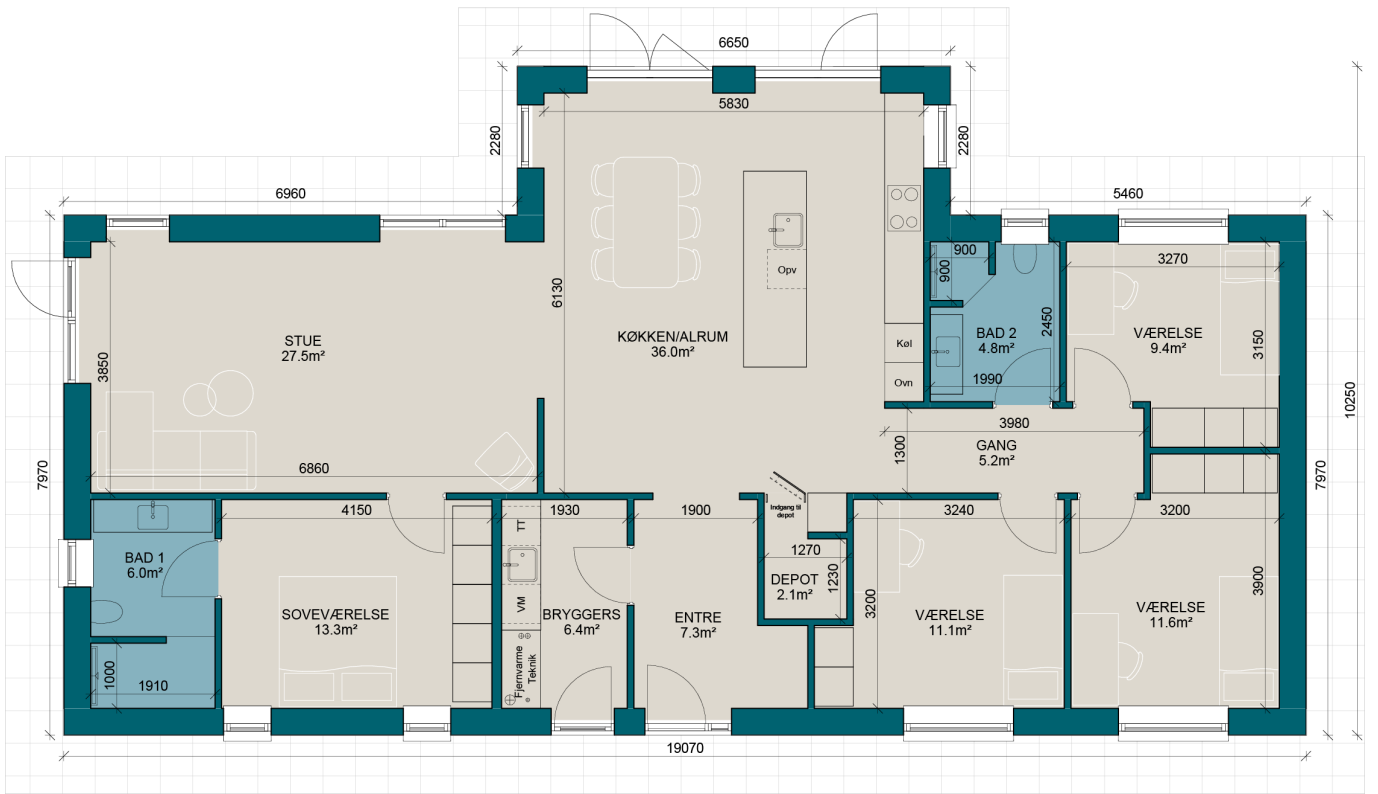 6650
5830
2280
2280
6960
5460
900
900
3270
6130
Opv
STUE
27.5m²
KØKKEN/ALRUM
36.0m²
Køl
Ovn
BAD 2
4.8m²
2450
1990
VÆRELSE
9.4m²
3150
3850
10250
3980
GANG
5.2m²
1300
6860
7970
7970
4150
1930
1900
Indgang til
depot
3240
3200
TT
BAD 1
6.0m²
1270
DEPOT
2.1m²
1230
3900
3200
VM
SOVEVÆRELSE
13.3m²
BRYGGERS
6.4m²
ENTRE
7.3m²
VÆRELSE
11.1m²
VÆRELSE
11.6m²
Fjernvarme
Teknik
1000
1910
19070